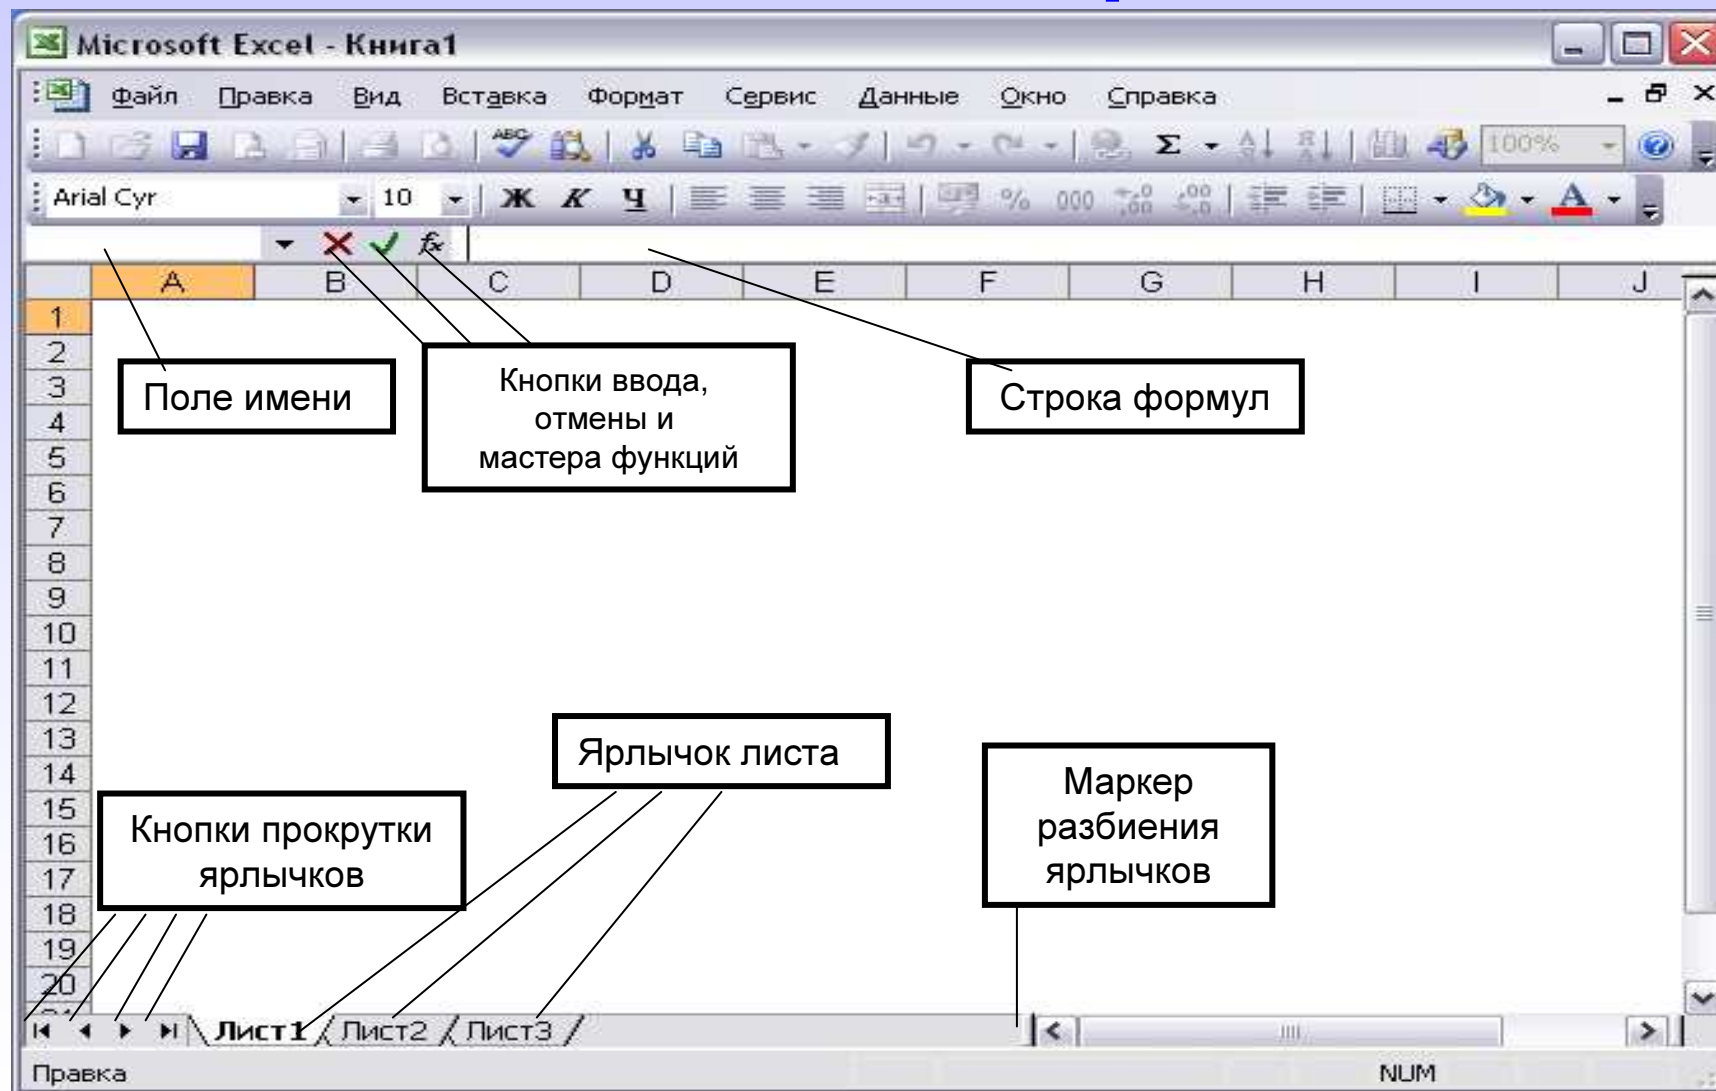 Microsoft Excel - Книга1
Файл Правка Вид Вставка Формат Сервис Данные Окно Справка
ABC Σ 100%
Arial Cyr 10 Ж К Ч % 000 A
fx
A B C D E F G H I J
1
2
3
4
5
6
7
8
9
10
11
12
13
14
15
16
17
18
19
20
Поле имени
Кнопки ввода,
отмены и
мастера функций
Строка формул
Ярлычок листа
Маркер
разбиения
ярлычков
Кнопки прокрутки
ярлычков
Лист1 Лист2 Лист3
Правка NUM